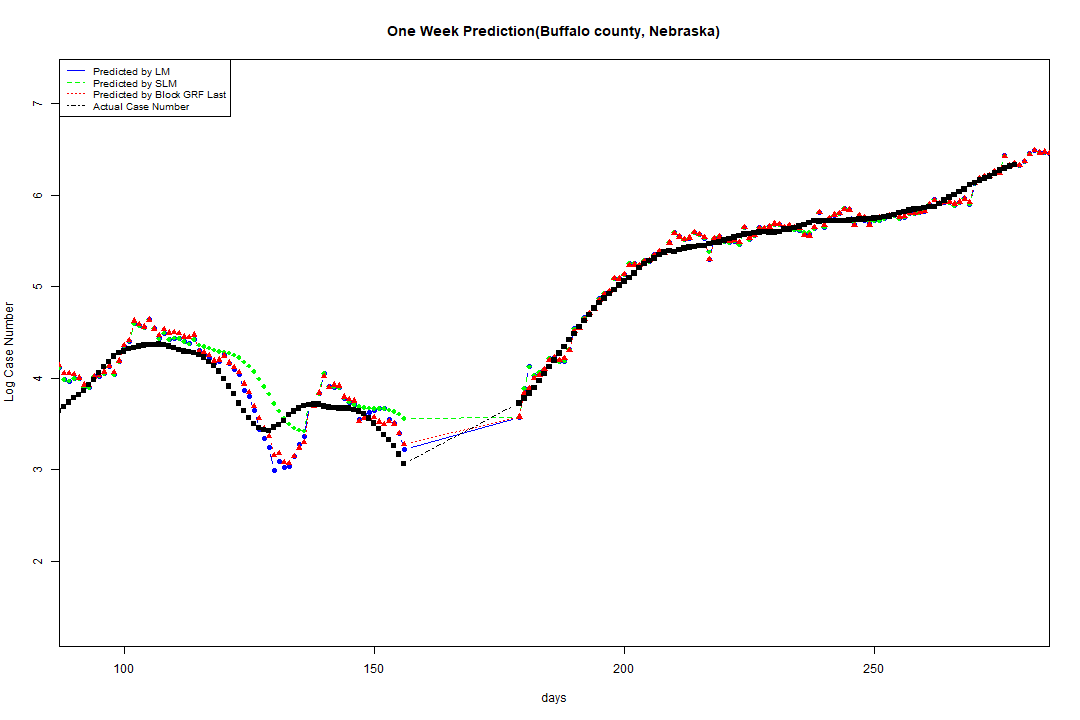 One Week Prediction(Buffalo county, Nebraska)
Predicted by LM
Predicted by SLM
Predicted by Block GRF Last
Actual Case Number
7
6
5
4
3
2
Log Case Number
100 150 200 250
days